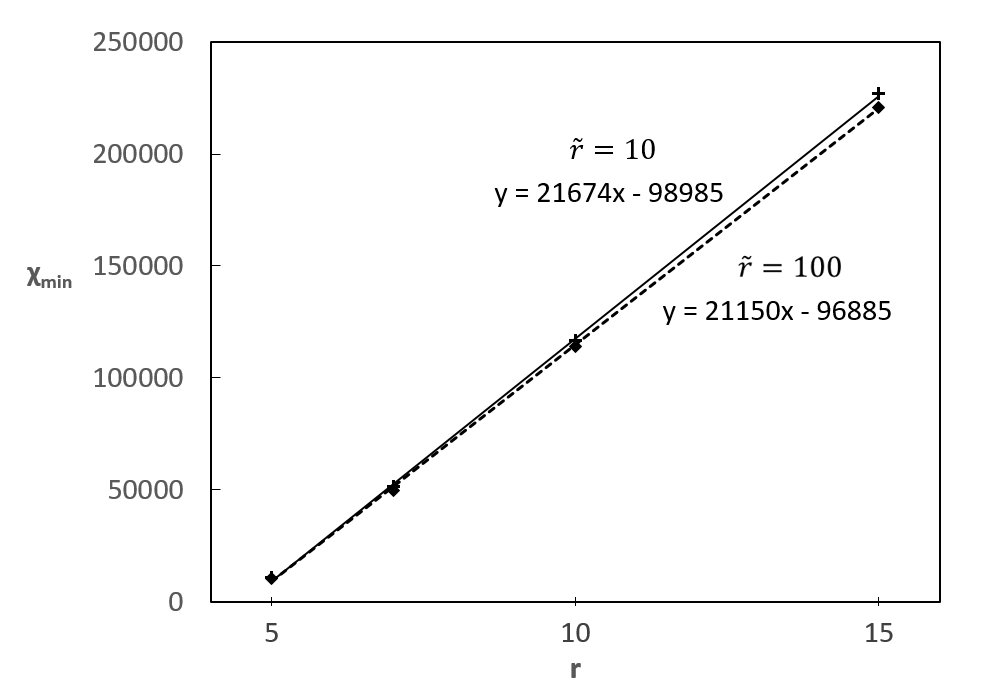 250000
200000
150000
100000
50000
0
χmin
r̃ = 10
y = 21674x - 98985
r̃ = 100
y = 21150x - 96885
5 10 15
r